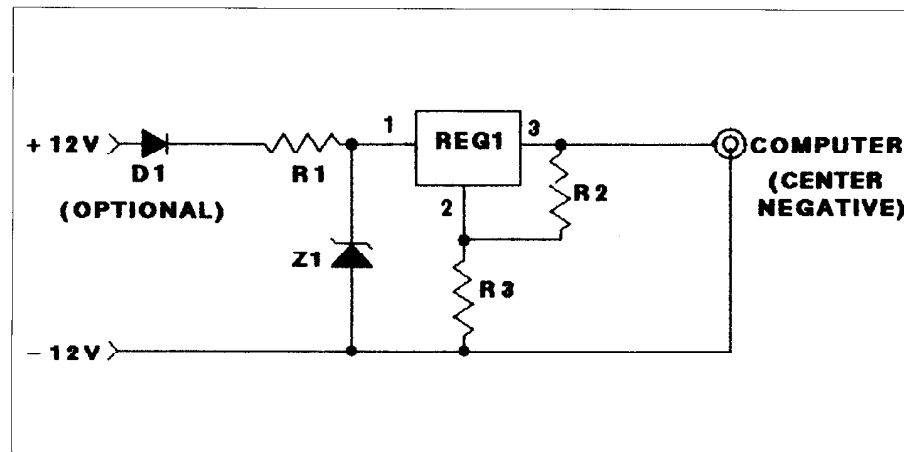 +12V
D1
(OPTIONAL)
R1
1
REG1
3
2
R2
COMPUTER
(CENTER
NEGATIVE)
Z1
R3
-12V